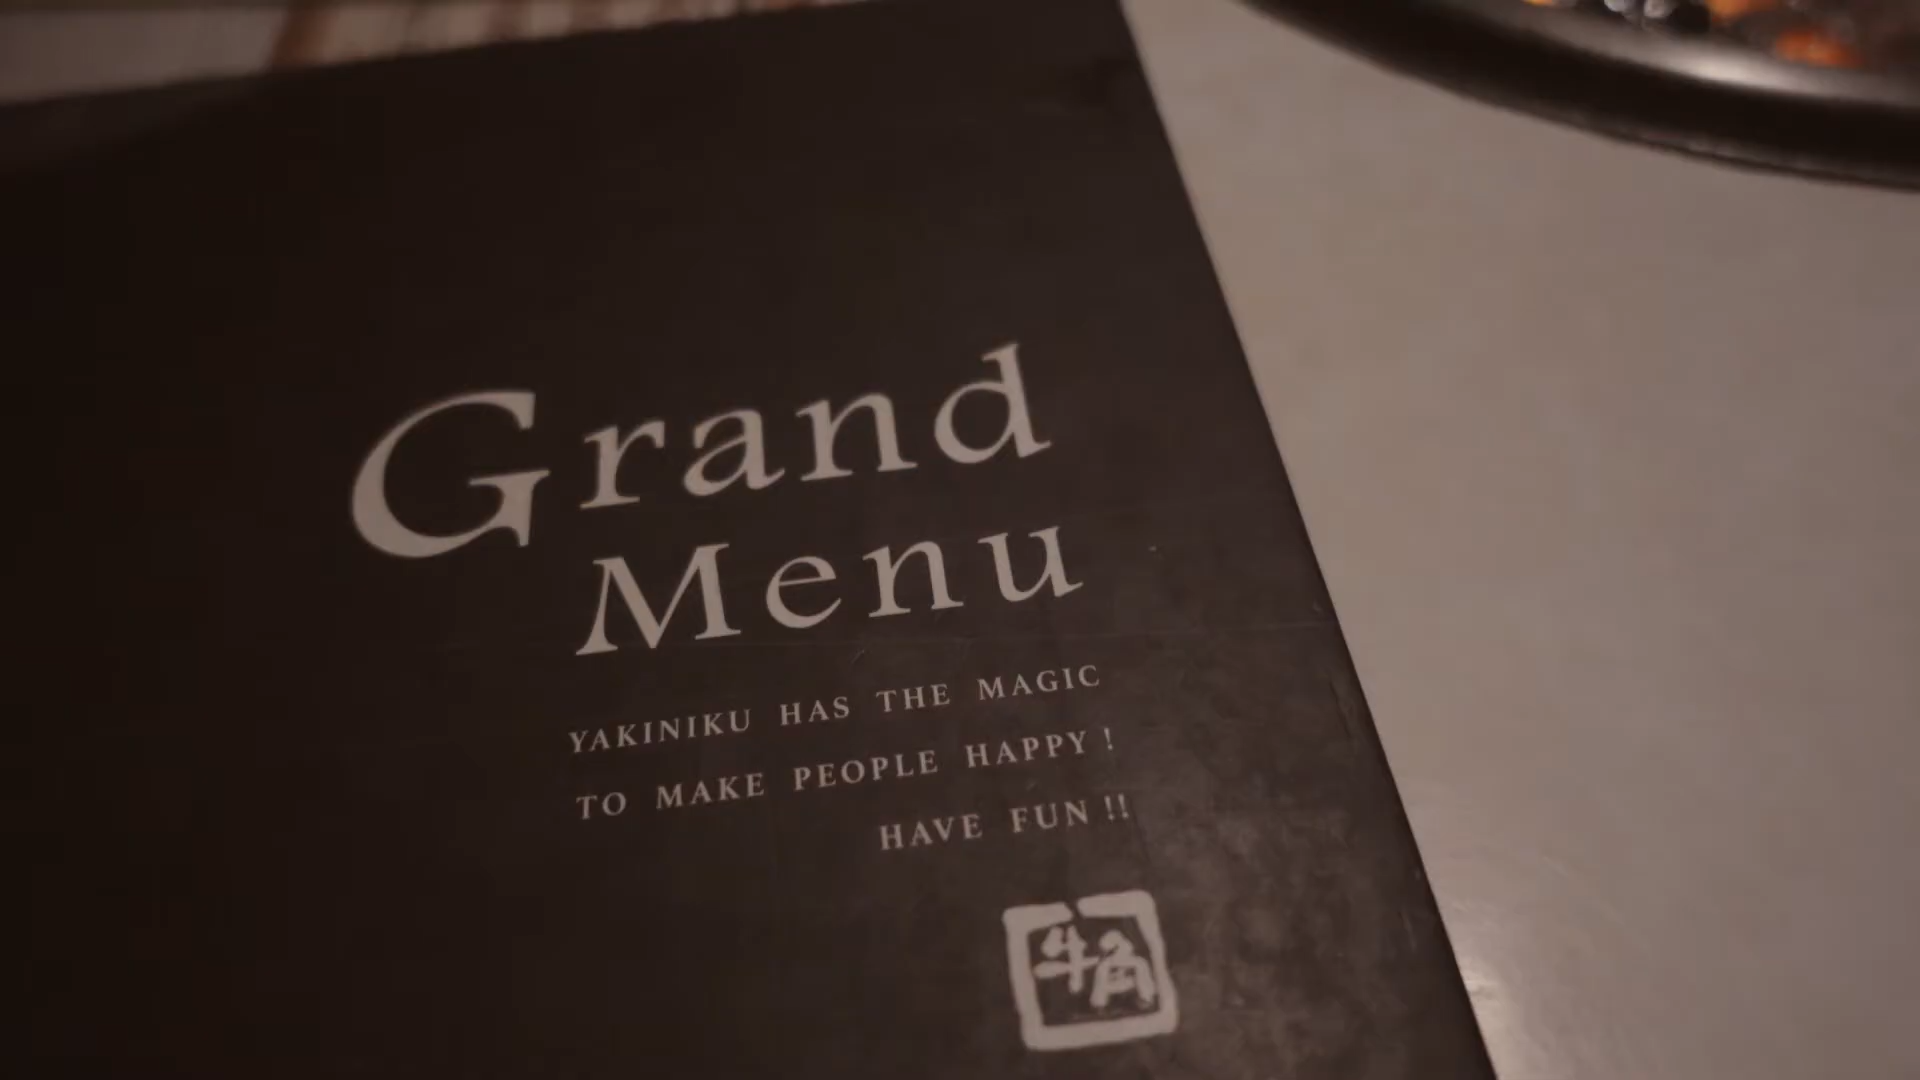 Grand
Menu
YAKINIKU HAS THE MAGIC
TO MAKE PEOPLE HAPPY!
HAVE FUN!!
牛角